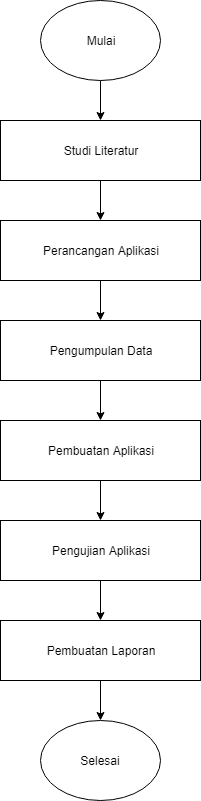 Mulai
Studi Literatur
Perancangan Aplikasi
Pengumpulan Data
Pembuatan Aplikasi
Pengujian Aplikasi
Pembuatan Laporan
Selesai